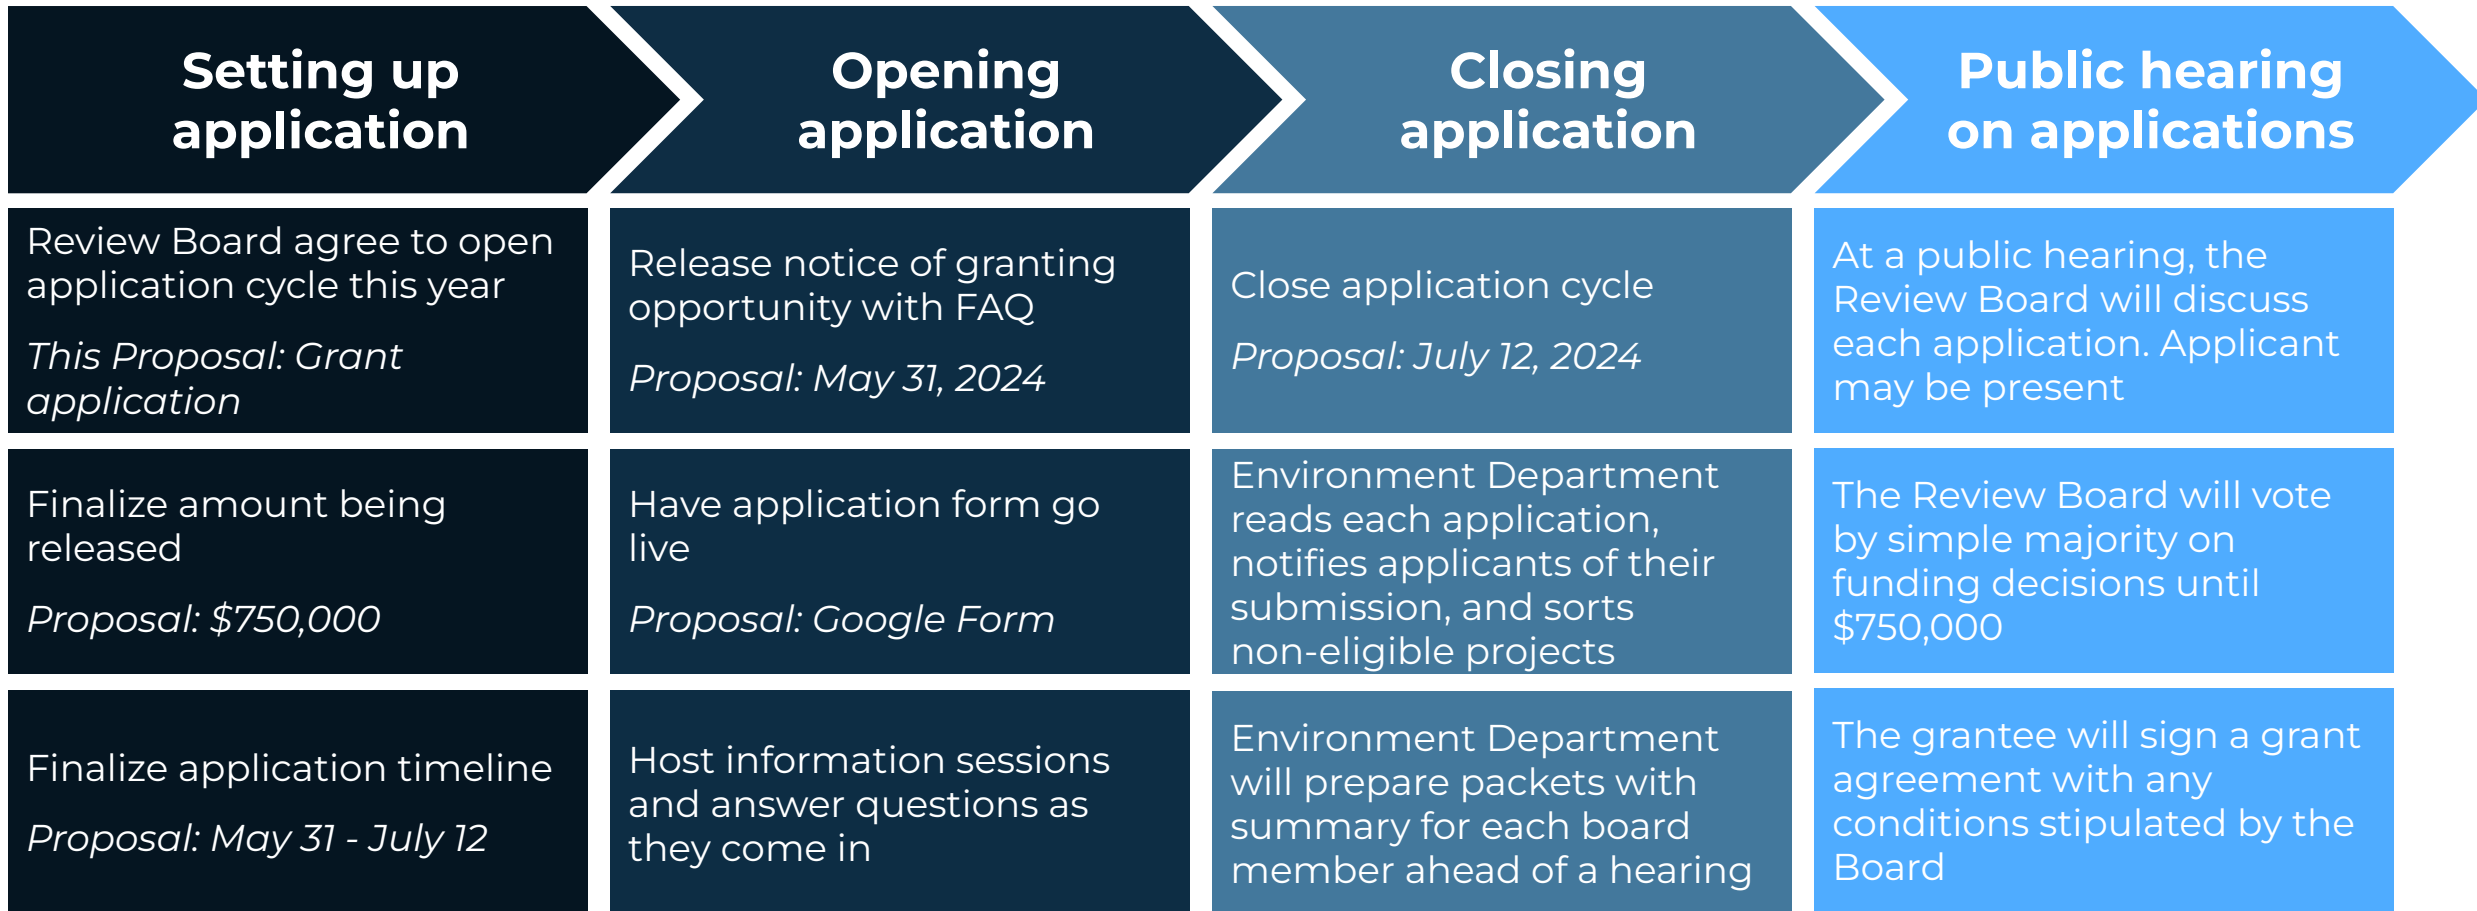 Setting up
application
Opening
application
Closing
application
Public hearing
on applications
Review Board agree to open
application cycle this year
This Proposal: Grant
application
Release notice of granting
opportunity with FAQ
Proposal: May 31, 2024
Close application cycle
Proposal: July 12, 2024
At a public hearing, the
Review Board will discuss
each application. Applicant
may be present
Finalize amount being
released
Proposal: $750,000
Have application form go
live
Proposal: Google Form
Environment Department
reads each application,
notifies applicants of their
submission, and sorts
non-eligible projects
The Review Board will vote
by simple majority on
funding decisions until
$750,000
Finalize application timeline
Proposal: May 31 - July 12
Host information sessions
and answer questions as
they come in
Environment Department
will prepare packets with
summary for each board
member ahead of a hearing
The grantee will sign a grant
agreement with any
conditions stipulated by the
Board